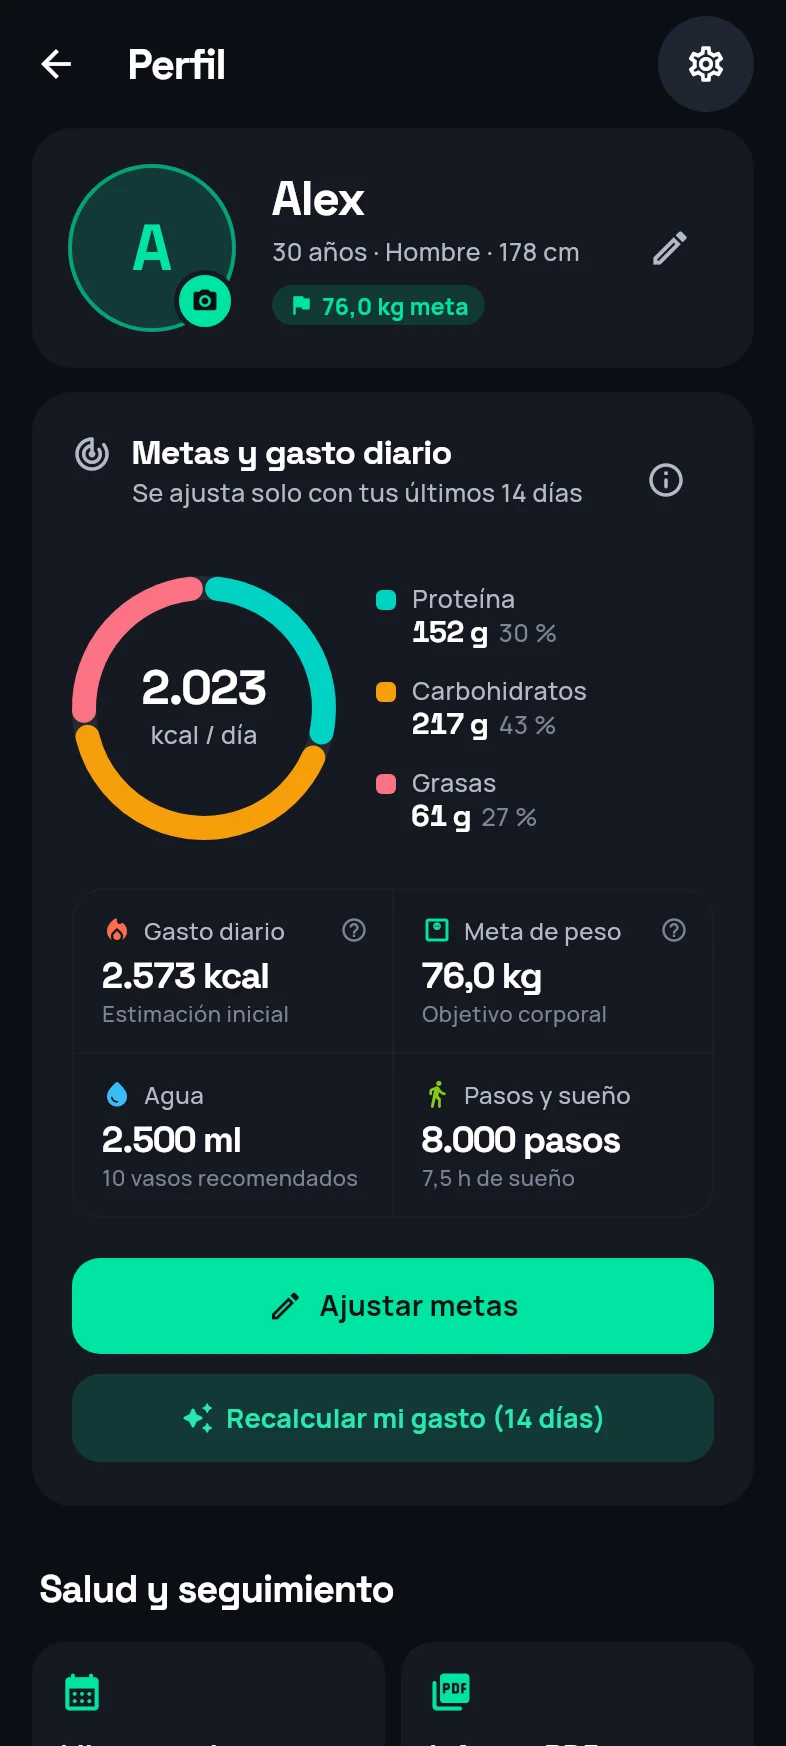 Perfil
A
Alex
30 años · Hombre · 178 cm
76,0 kg meta
Metas y gasto diario
Se ajusta solo con tus últimos 14 días
2.023
kcal / día
Proteína
152 g 30 %
Carbohidratos
217 g 43 %
Grasas
61 g 27 %
Gasto diario
2.573 kcal
Estimación inicial
Meta de peso
76,0 kg
Objetivo corporal
Agua
2.500 ml
10 vasos recomendados
Pasos y sueño
8.000 pasos
7,5 h de sueño
Ajustar metas
Recalcular mi gasto (14 días)
Salud y seguimiento
PDF